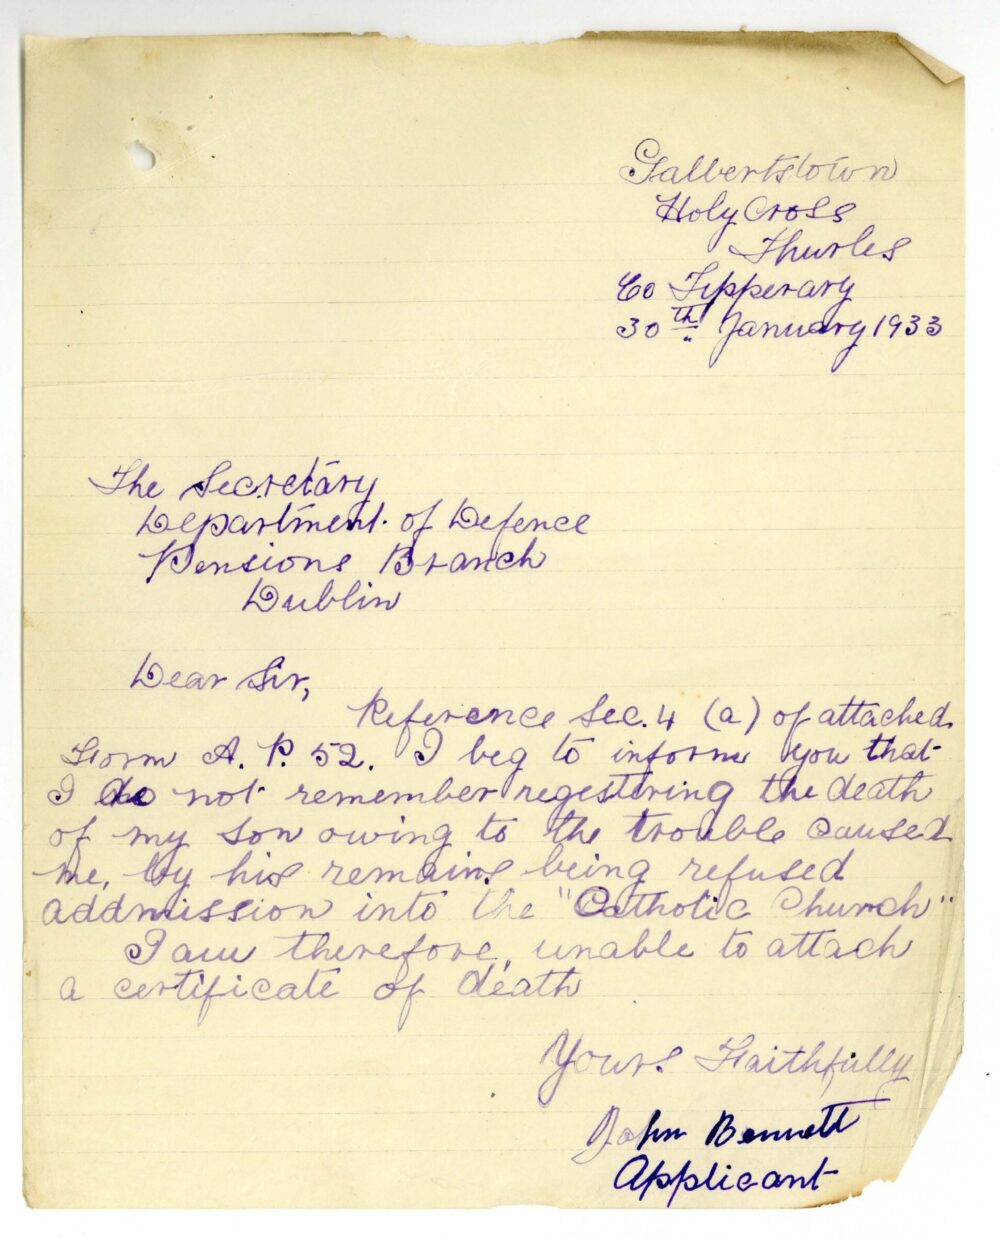 Galbertstown
Holy Cross
Thurles
Co Tipperary
30th January 1933
The Secretary
Department of Defence
Pensions Branch
Dublin
Dear Sir,
Reference Sec. 4 (a) of attached
Form A. P. 52. I beg to inform you that
I do not remember regestering the death
of my son owing to the trouble caused
me, by his remains being refused
addmission into the "Catholic Church"
I am therefore, unable to attach
a certificate of death
Yours Faithfully
John Bennett
Applicant